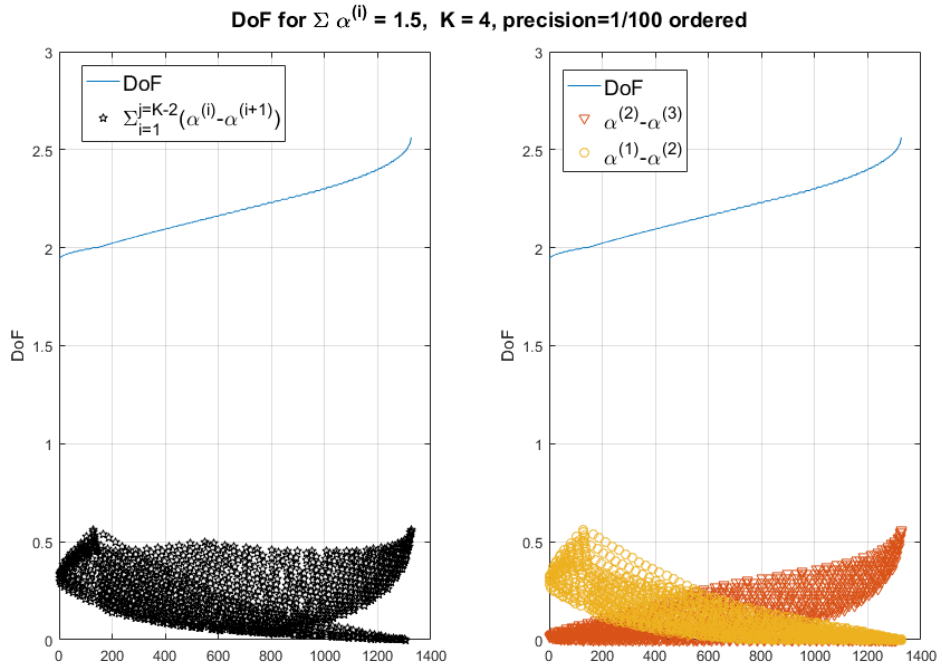 DoF for Σ α^(i) = 1.5, K = 4, precision=1/100 ordered
3
2.5
2
1.5
1
0.5
0
DoF
DoF
Σ_{i=1}^{j=K-2}(α^(i)-α^(i+1))
0 200 400 600 800 1000 1200 1400
3
2.5
2
1.5
1
0.5
0
DoF
DoF
α^(2)-α^(3)
α^(1)-α^(2)
0 200 400 600 800 1000 1200 1400